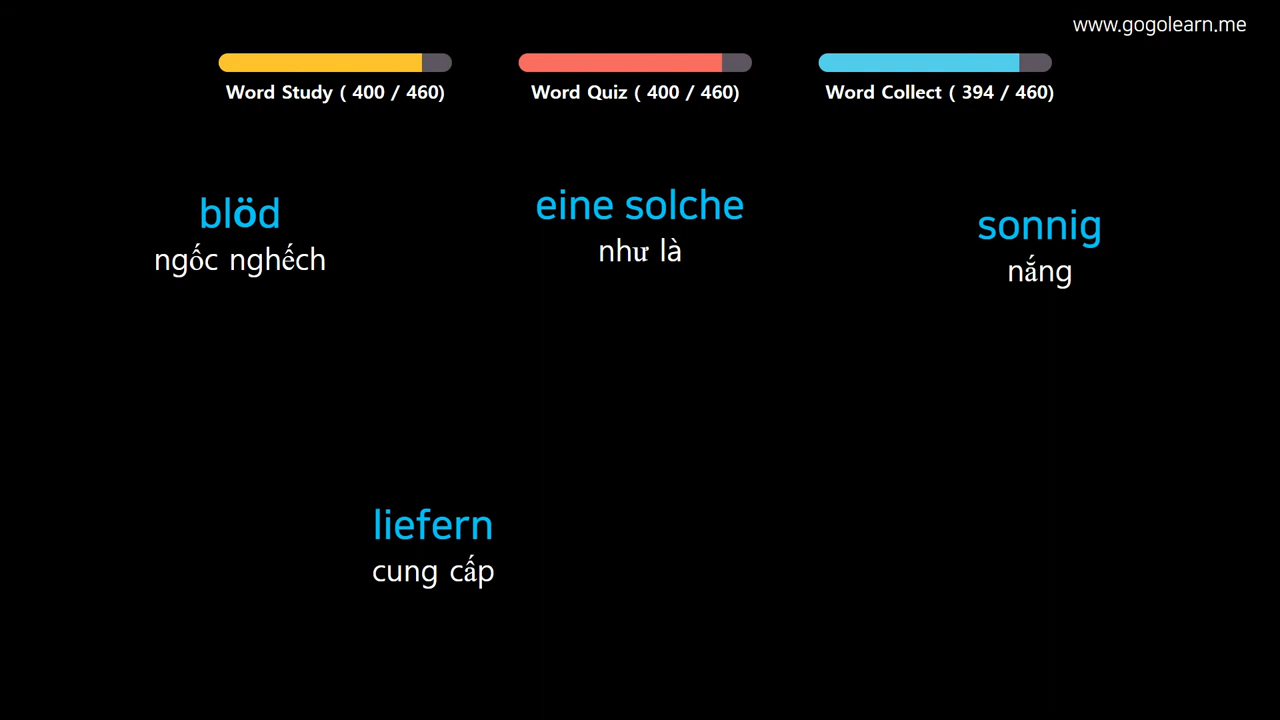 www.gogolearn.me
Word Study ( 400 / 460)
Word Quiz ( 400 / 460)
Word Collect ( 394 / 460)
blöd
ngốc nghếch
eine solche
như là
sonnig
nắng
liefern
cung cấp